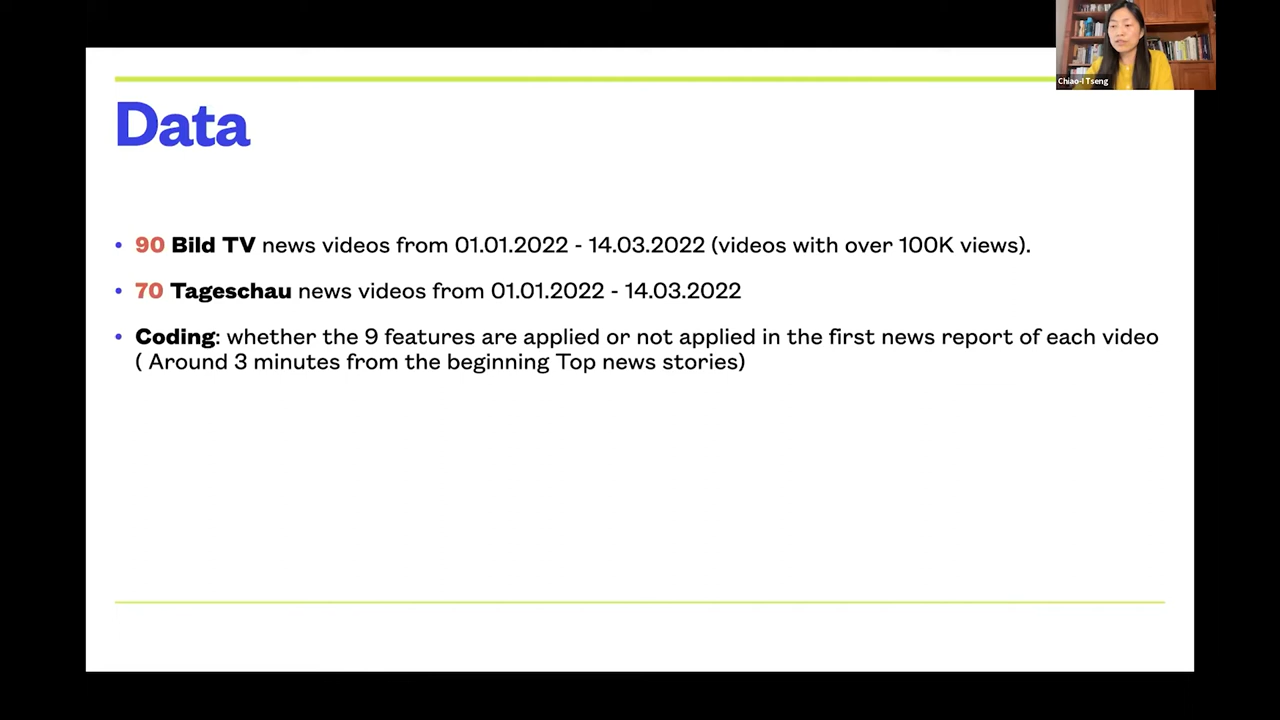 Chiao-I Tseng
Data
• 90 Bild TV news videos from 01.01.2022 - 14.03.2022 (videos with over 100K views).
• 70 Tageschau news videos from 01.01.2022 - 14.03.2022
• Coding: whether the 9 features are applied or not applied in the first news report of each video
( Around 3 minutes from the beginning Top news stories)